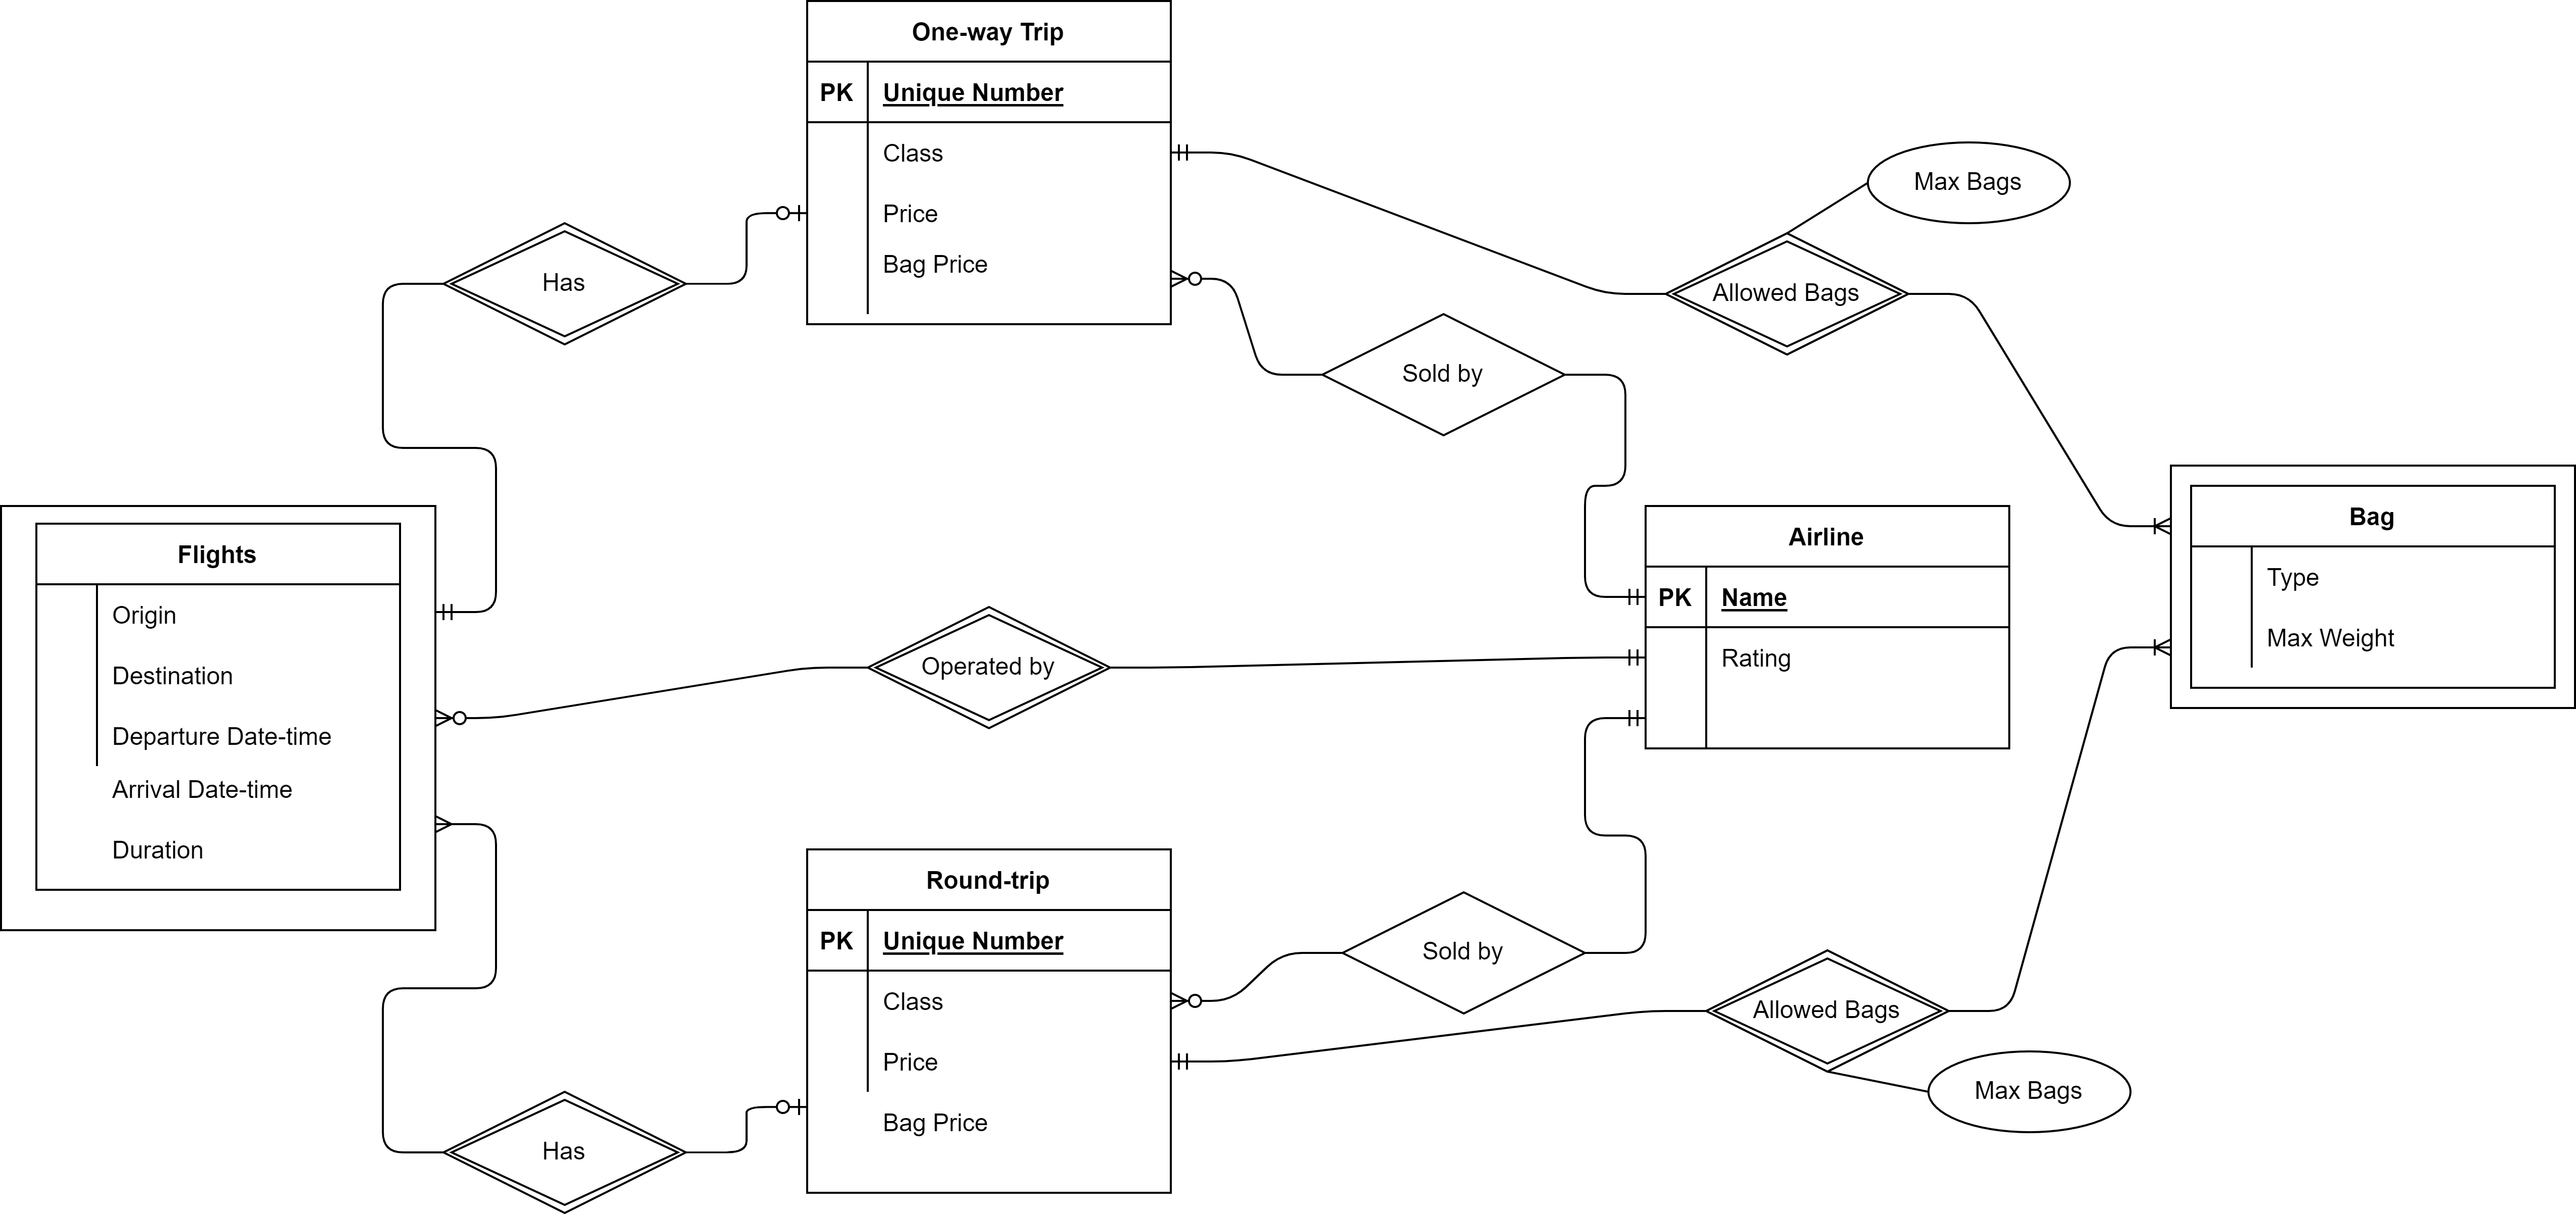 One-way Trip
PK Unique Number
Class
Price
Bag Price
Max Bags
Has
Allowed Bags
Sold by
Flights
Origin
Destination
Departure Date-time
Arrival Date-time
Duration
Operated by
Airline
PK Name
Rating
Bag
Type
Max Weight
Round-trip
PK Unique Number
Class
Price
Bag Price
Sold by
Allowed Bags
Max Bags
Has